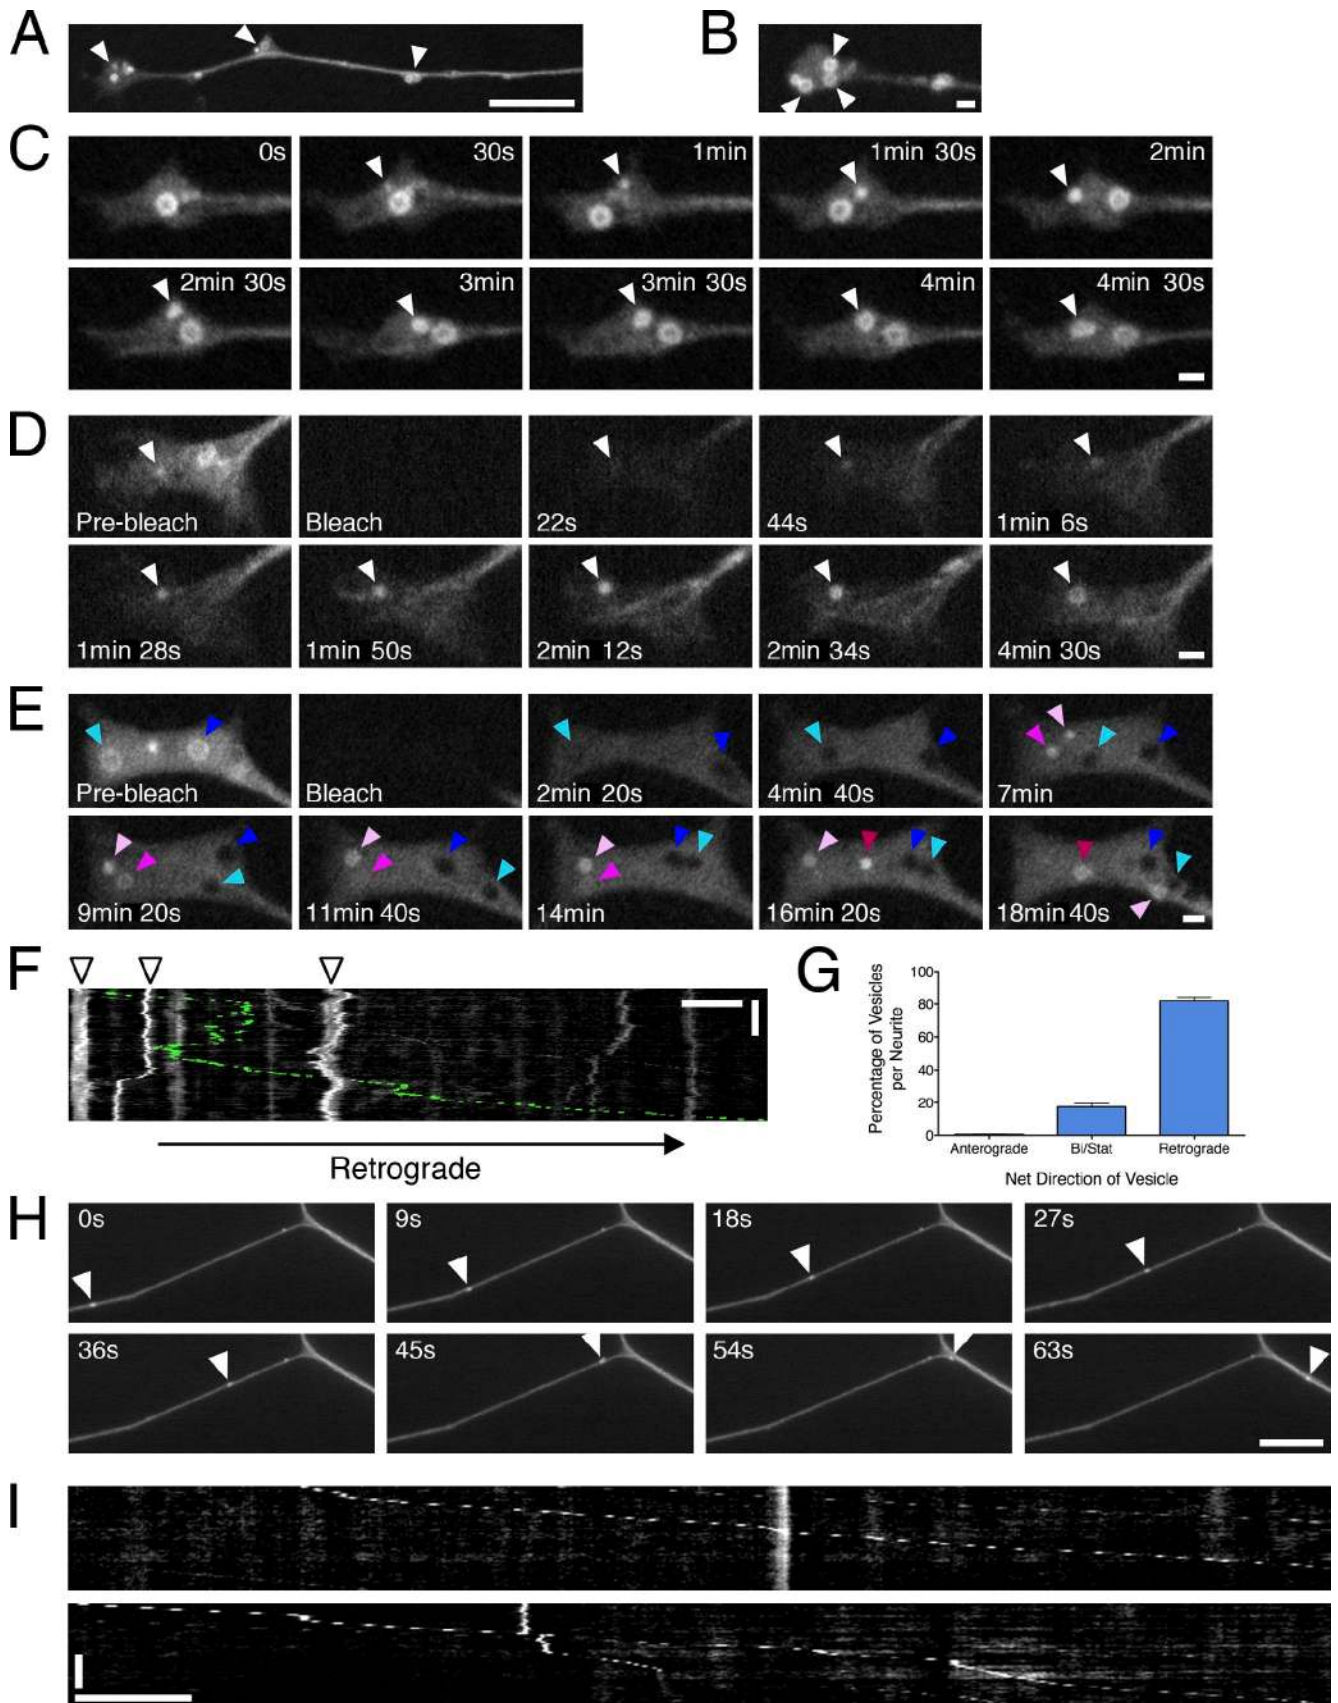 A
B
C
0s
30s
1min
1min 30s
2min
2min 30s
3min
3min 30s
4min
4min 30s
D
Pre-bleach
Bleach
22s
44s
1min 6s
1min 28s
1min 50s
2min 12s
2min 34s
4min 30s
E
Pre-bleach
Bleach
2min 20s
4min 40s
7min
9min 20s
11min 40s
14min
16min 20s
18min 40s
F
Retrograde
G
Percentage of Vesicles
per Neurite
100
80
60
40
20
0
Anterograde
Bi/Stat
Retrograde
Net Direction of Vesicle
H
0s
9s
18s
27s
36s
45s
54s
63s
I